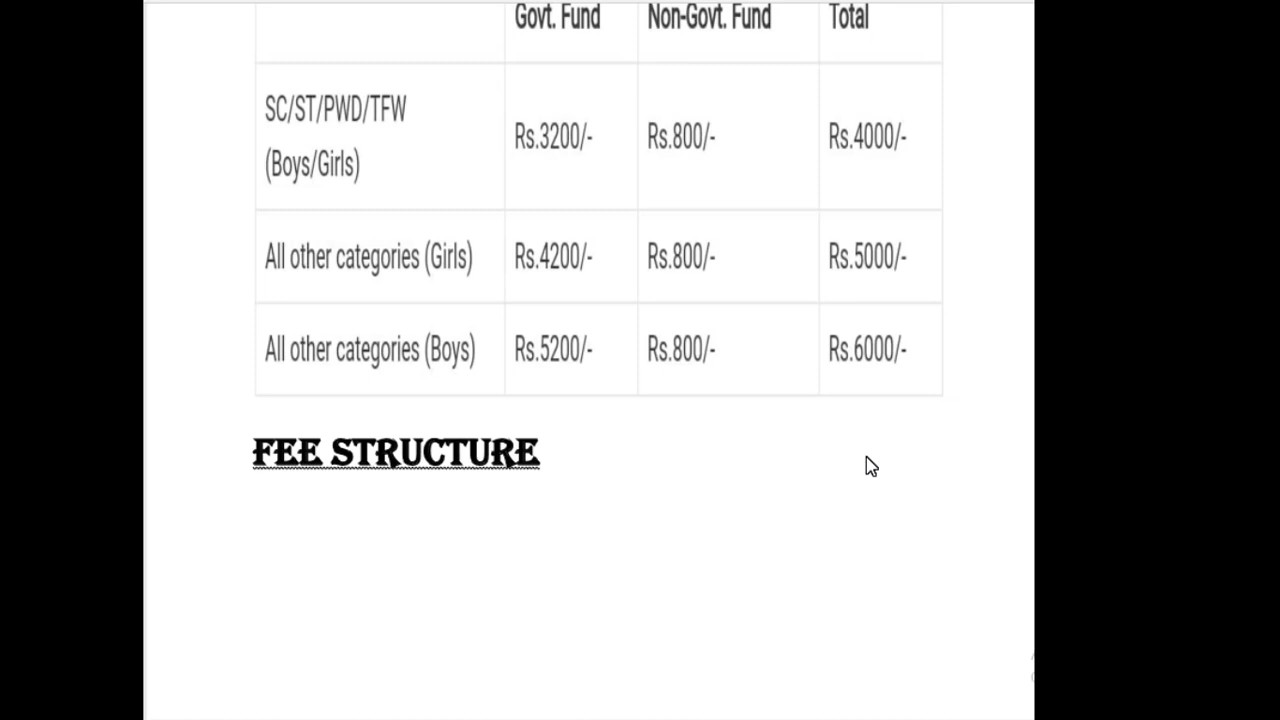 Govt. Fund Non-Govt. Fund Total
SC/ST/PWD/TFW
(Boys/Girls) Rs.3200/- Rs.800/- Rs.4000/-
All other categories (Girls) Rs.4200/- Rs.800/- Rs.5000/-
All other categories (Boys) Rs.5200/- Rs.800/- Rs.6000/-
FEE STRUCTURE